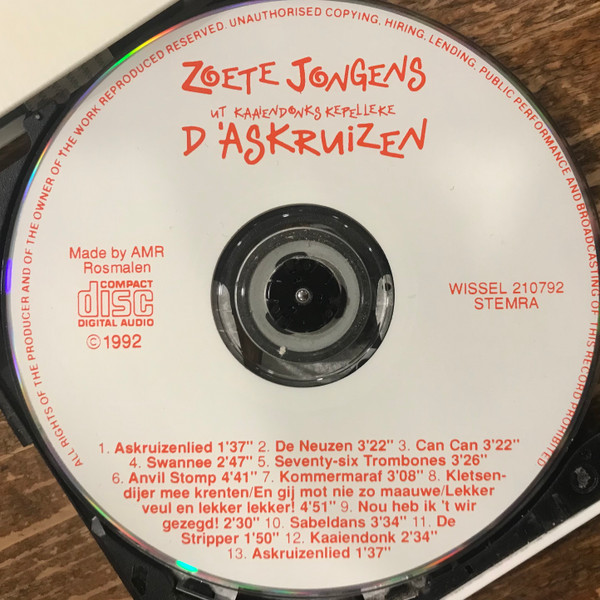 ALL RIGHTS OF THE PRODUCER AND OF THE OWNER OF THE WORK REPRODUCED RESERVED. UNAUTHORISED COPYING, HIRING, LENDING, PUBLIC PERFORMANCE AND BROADCASTING OF THIS RECORD PROHIBITED
ZOETE JONGENS
UT KAAIENDONKS KEPELLEKE
D'ASKRUIZEN
Made by AMR
Rosmalen
COMPACT
disc
DIGITAL AUDIO
©1992
WISSEL 210792
STEMRA
1. Askruizenlied 1'37" 2. De Neuzen 3'22" 3. Can Can 3'22"
4. Swannee 2'47" 5. Seventy-six Trombones 3'26"
6. Anvil Stomp 4'41" 7. Kommermaraf 3'08" 8. Kletsen-
dijer mee krenten/En gij mot nie zo maauwe/Lekker
veul en lekker lekker! 4'51" 9. Nou heb ik 't wir
gezegd! 2'30" 10. Sabeldans 3'34" 11. De
Stripper 1'50" 12. Kaaiendonk 2'34"
13. Askruizenlied 1'37"